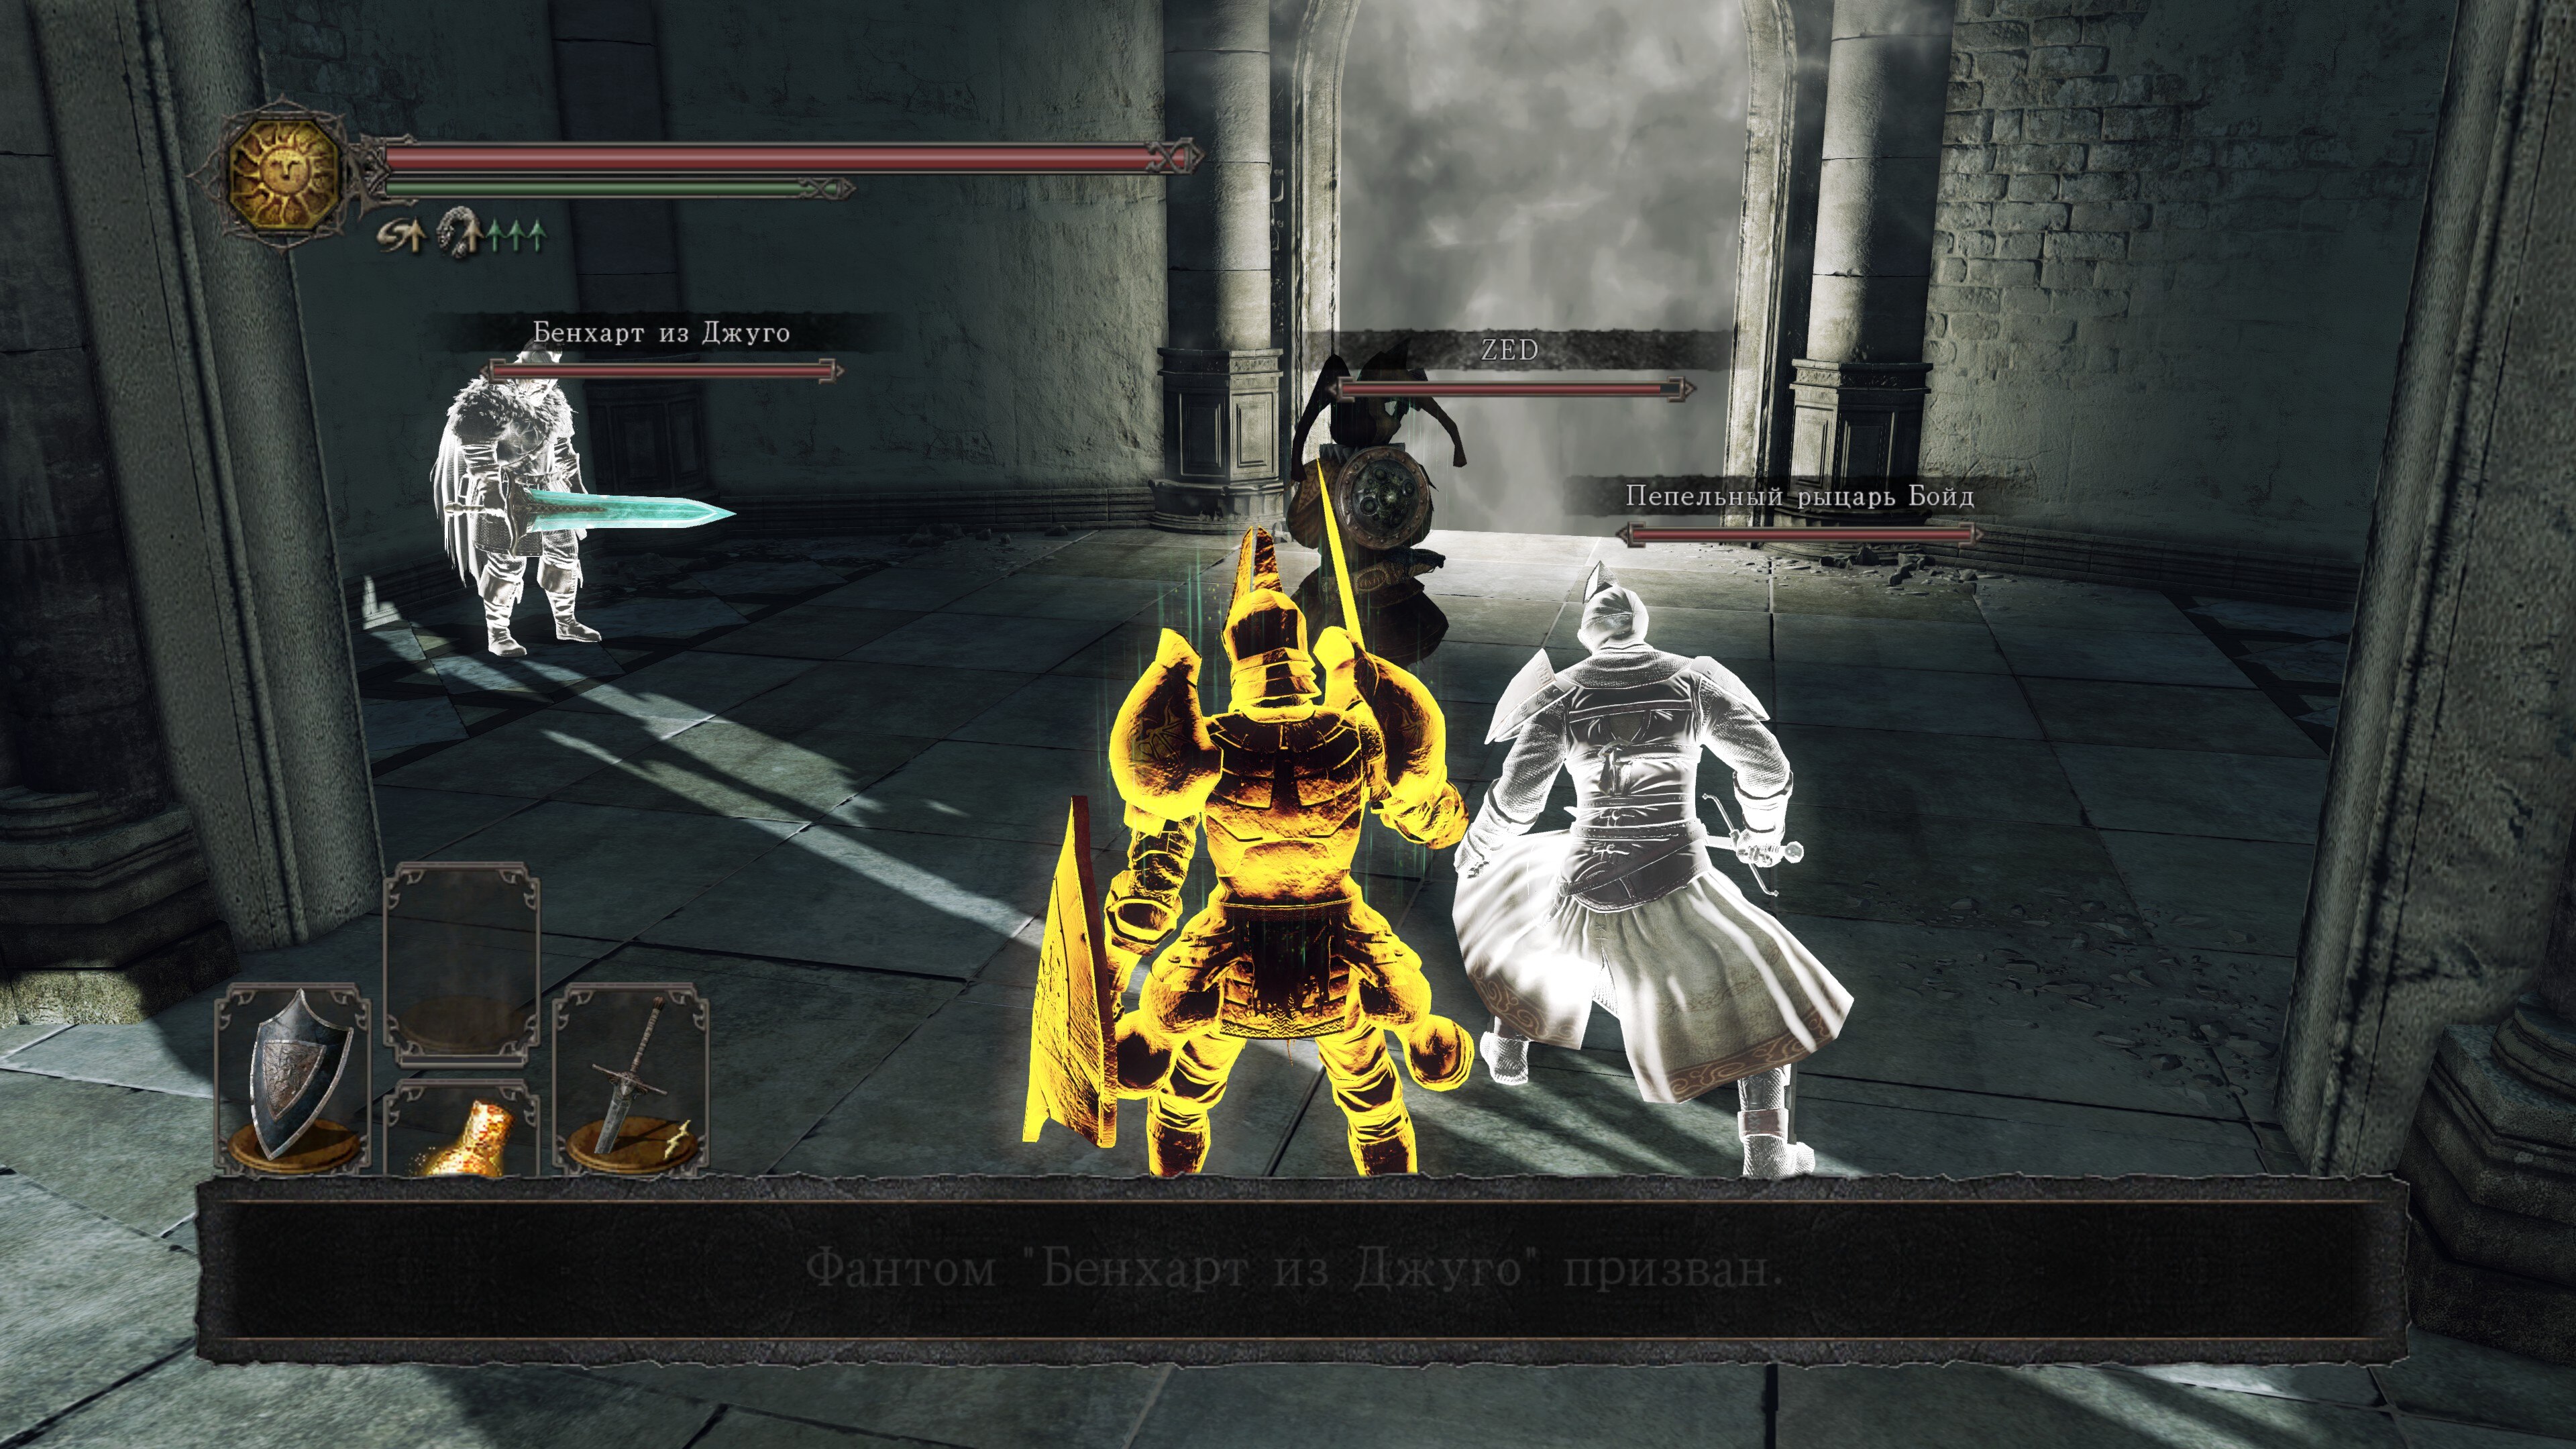 Бенхарт из Джуго
ZED
Пепельный рыцарь Бойд
Фантом "Бенхарт из Джуго" призван.